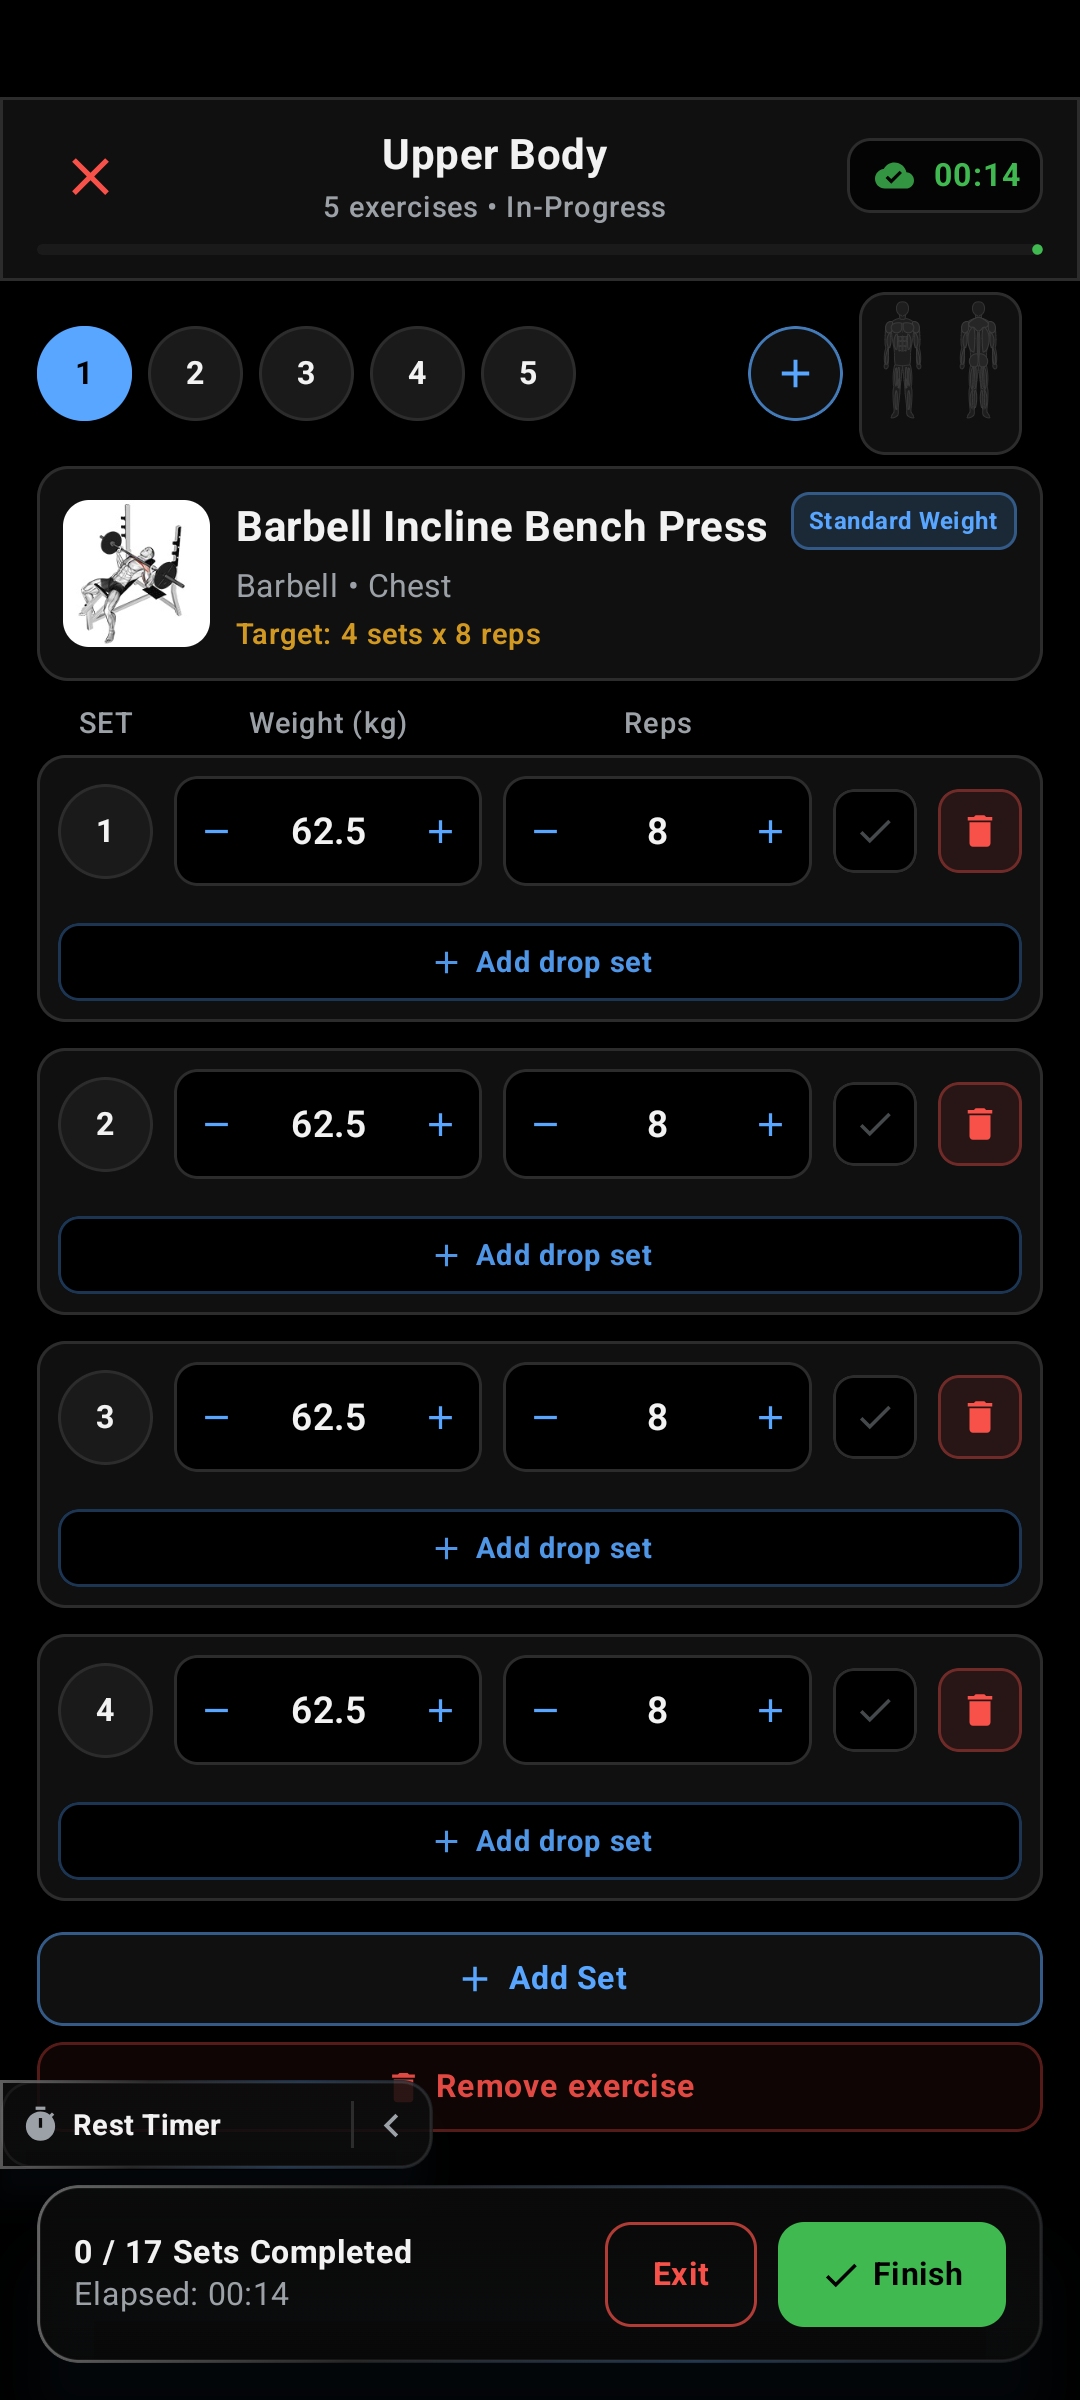 Upper Body
5 exercises • In-Progress
00:14
1 2 3 4 5
Barbell Incline Bench Press
Standard Weight
Barbell • Chest
Target: 4 sets x 8 reps
SET Weight (kg) Reps
1 − 62.5 + − 8 +
+ Add drop set
2 − 62.5 + − 8 +
+ Add drop set
3 − 62.5 + − 8 +
+ Add drop set
4 − 62.5 + − 8 +
+ Add drop set
+ Add Set
Remove exercise
Rest Timer
0 / 17 Sets Completed
Elapsed: 00:14
Exit
Finish